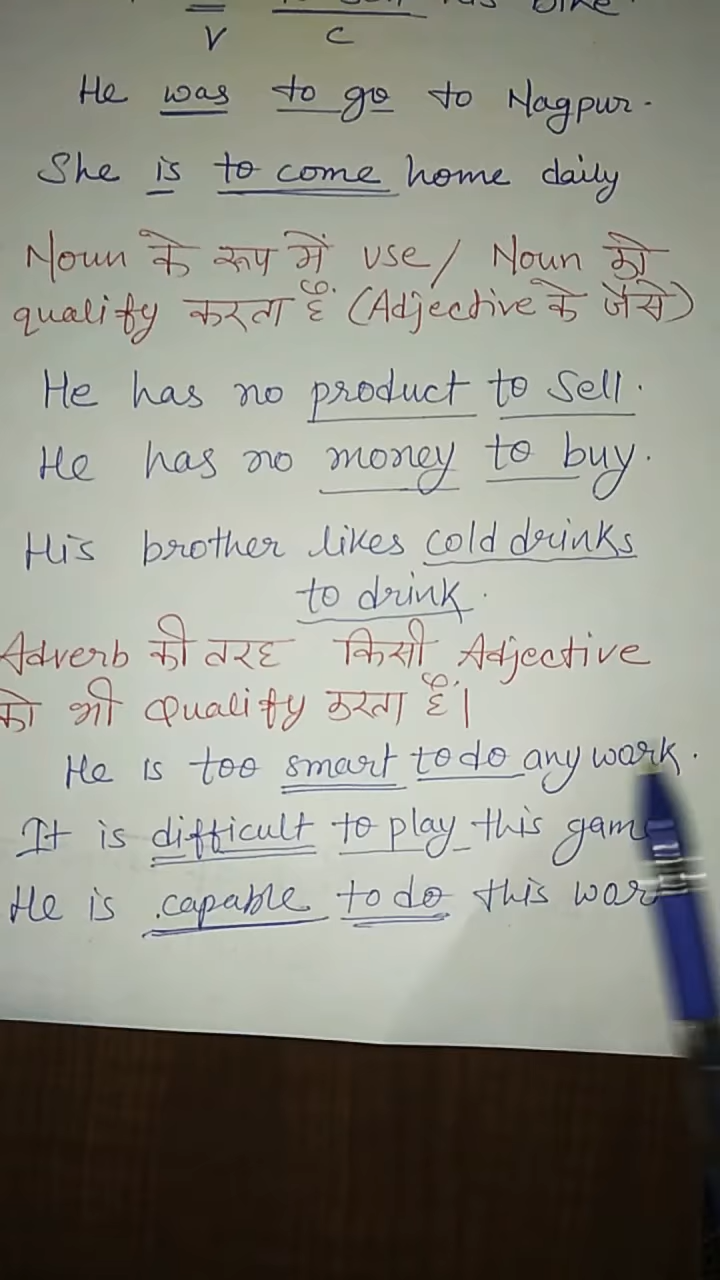 V C
He was to go to Nagpur.
She is to come home daily
Noun के रूप में use/ Noun को
qualify करता है (Adjective के जैसे)
He has no product to sell.
He has no money to buy.
His brother likes cold drinks
to drink.
Adverb की तरह किसी Adjective
को भी Qualify करता है।
He is too smart to do any work.
It is difficult to play this
He is capable to do this